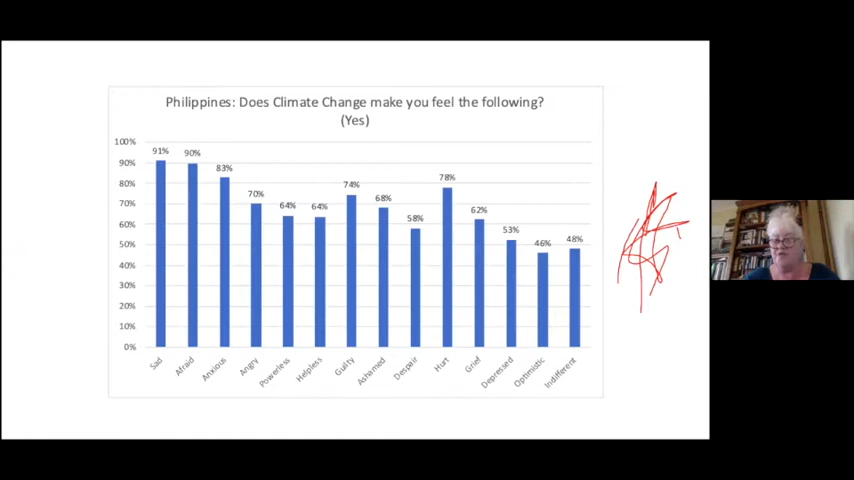 Philippines: Does Climate Change make you feel the following?
(Yes)
100%
90%
80%
70%
60%
50%
40%
30%
20%
10%
0%
91%
90%
83%
70%
64%
64%
74%
68%
58%
78%
62%
53%
46%
48%
Sad
Afraid
Anxious
Angry
Powerless
Helpless
Guilty
Ashamed
Despair
Hurt
Grief
Depressed
Optimistic
Indifferent